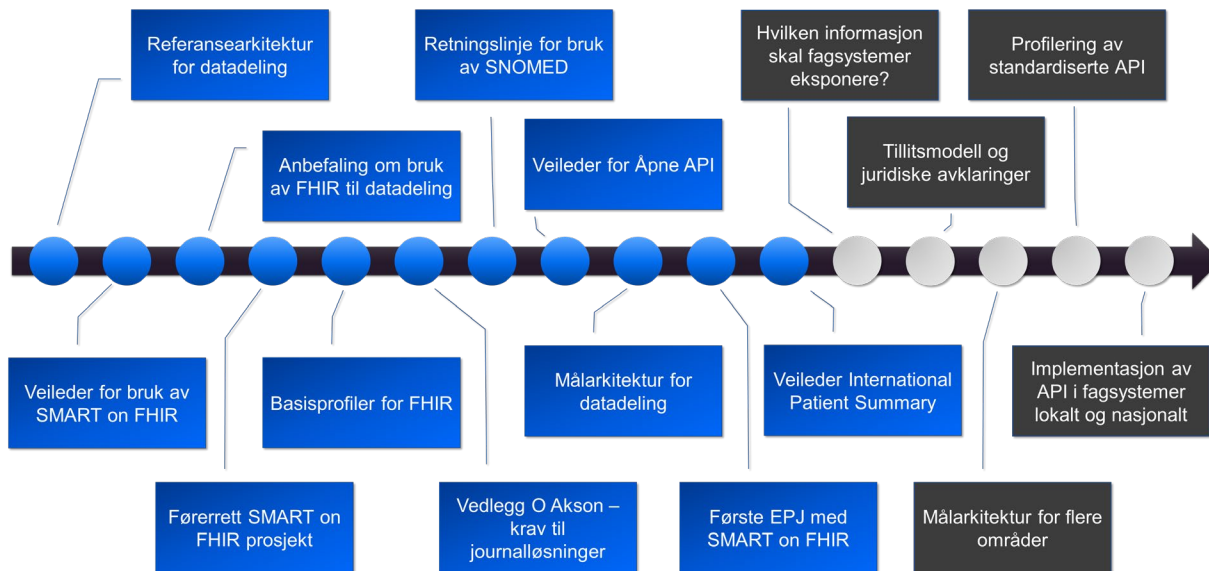 Referansearkitektur
for datadeling
Retningslinje for bruk
av SNOMED
Hvilken informasjon
skal fagsystemer
eksponere?
Profilering av
standardiserte API
Anbefaling om bruk
av FHIR til datadeling
Veileder for Åpne API
Tillitsmodell og
juridiske avklaringer
Veileder for bruk av
SMART on FHIR
Basisprofiler for FHIR
Målarkitektur for
datadeling
Veileder International
Patient Summary
Implementasjon av
API i fagsystemer
lokalt og nasjonalt
Førerrett SMART on
FHIR prosjekt
Vedlegg O Akson –
krav til
journalløsninger
Første EPJ med
SMART on FHIR
Målarkitektur for flere
områder